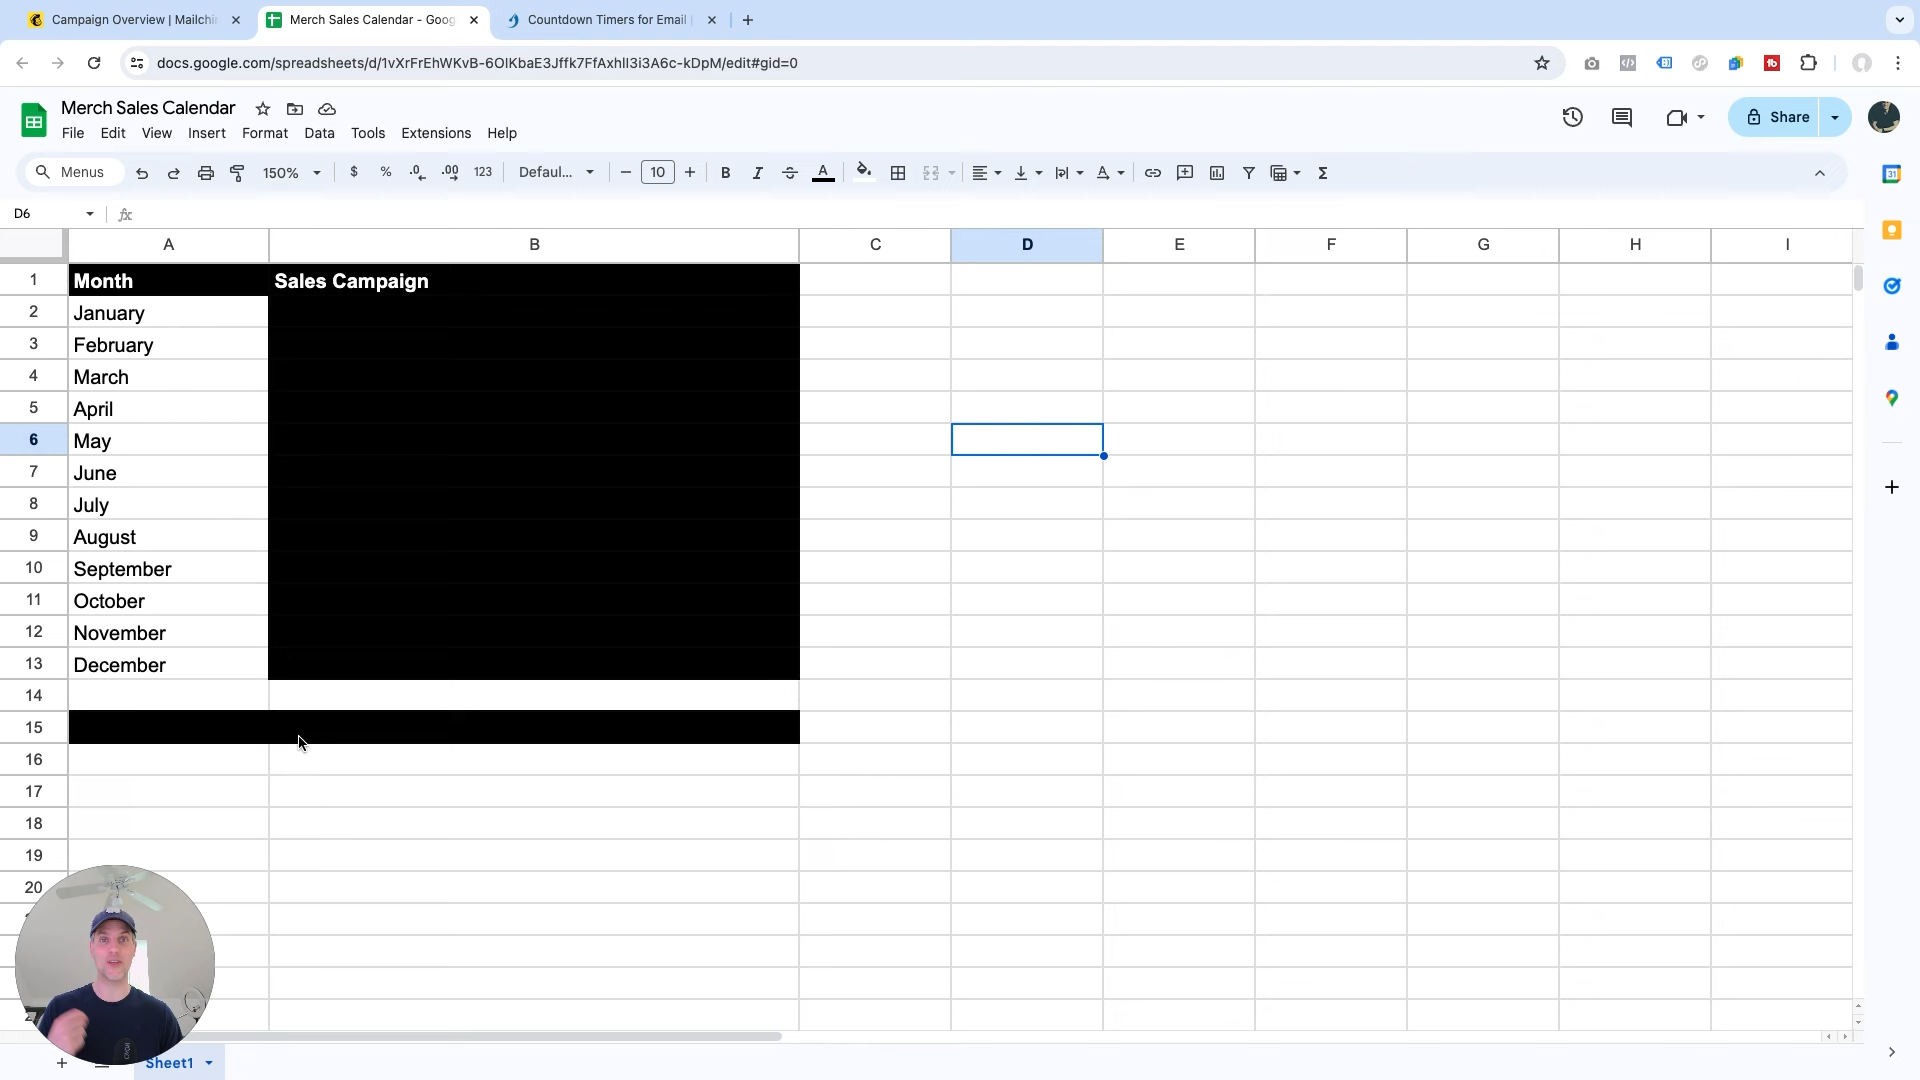 Campaign Overview | Mailchi
Merch Sales Calendar - Goog
Countdown Timers for Email
docs.google.com/spreadsheets/d/1vXrFrEhWKvB-6OlKbaE3Jffk7FfAxhlI3i3A6c-kDpM/edit#gid=0
Merch Sales Calendar
File Edit View Insert Format Data Tools Extensions Help
Share
Menus 150% $ % .0 .00 123 Defaul... 10 B I A
D6 fx
A B C D E F G H I
1 Month Sales Campaign
2 January
3 February
4 March
5 April
6 May
7 June
8 July
9 August
10 September
11 October
12 November
13 December
14
15
16
17
18
19
20
Sheet1
31